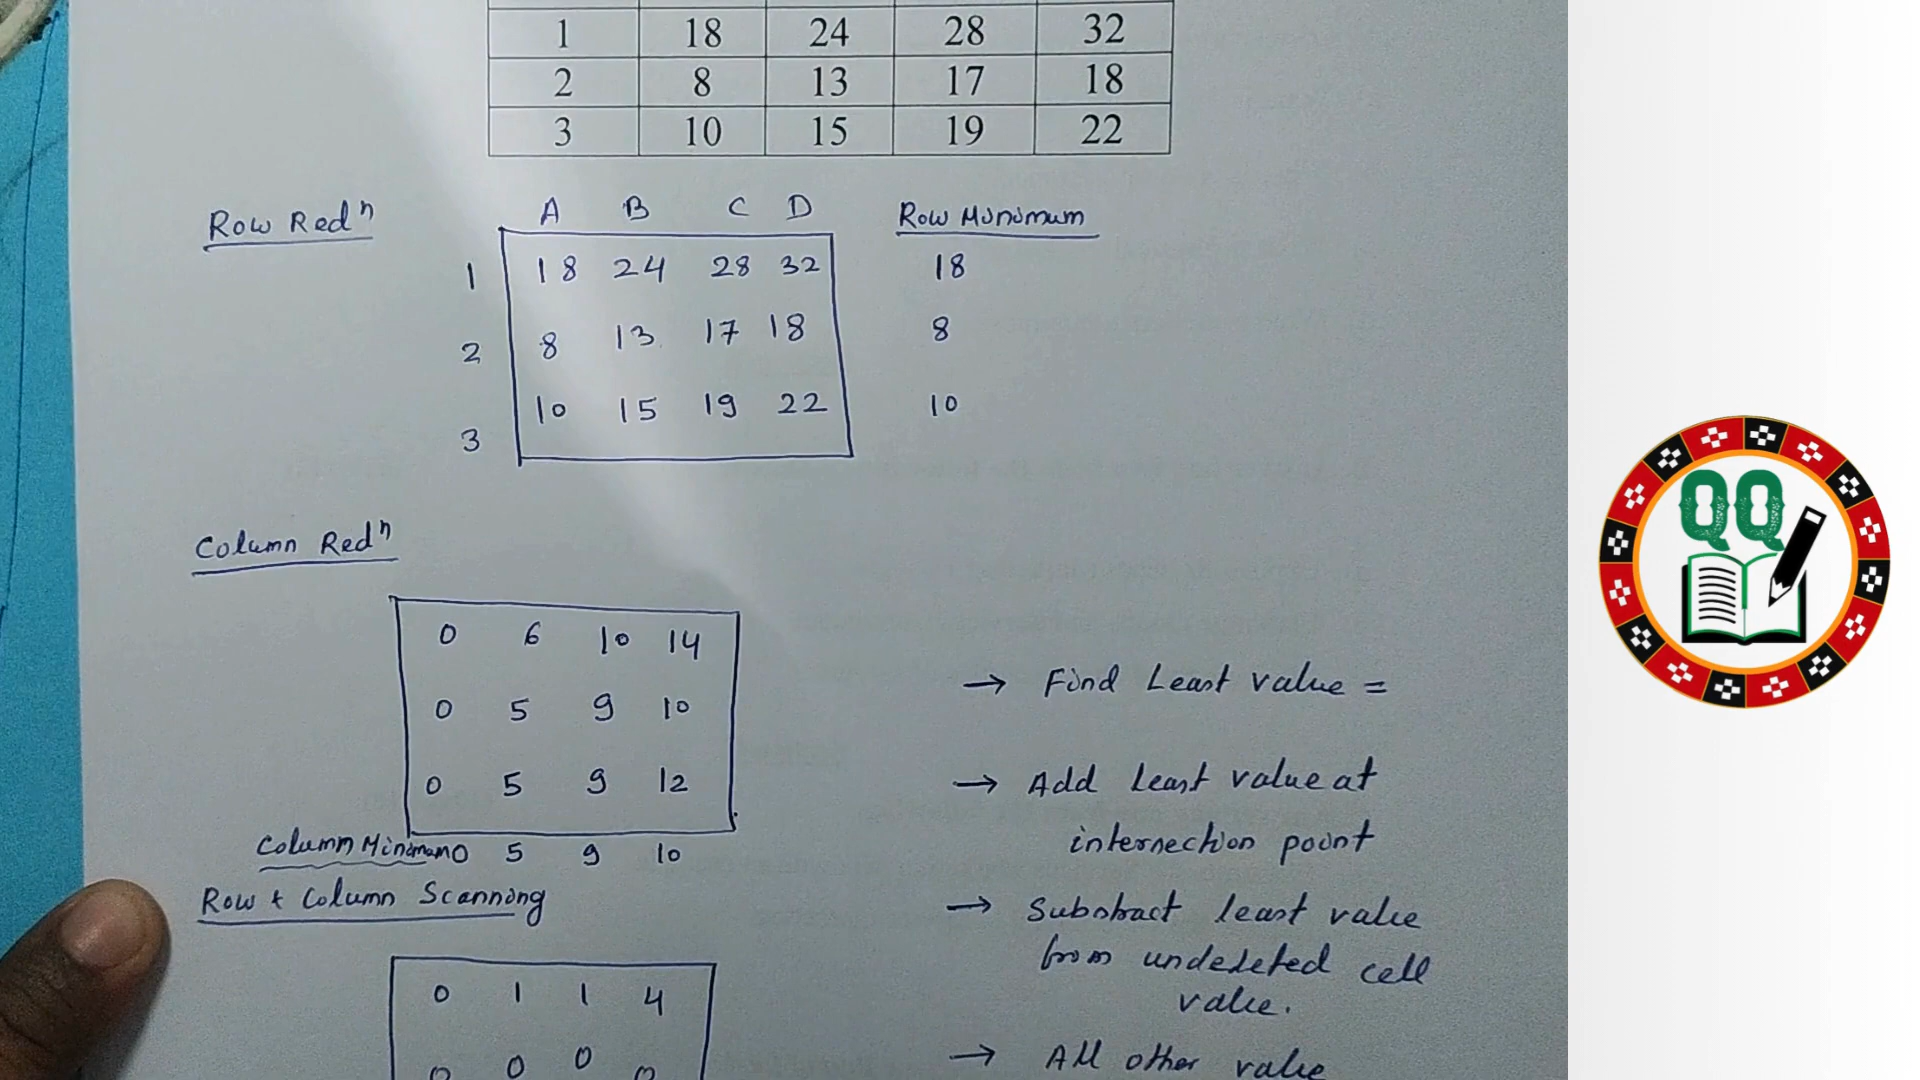 1 18 24 28 32
2 8 13 17 18
3 10 15 19 22
Row Redⁿ A B C D Row Minimum
1 18 24 28 32 18
2 8 13 17 18 8
3 10 15 19 22 10
Column Redⁿ
0 6 10 14
0 5 9 10
0 5 9 12
Column Minimum 0 5 9 10
Row & Column Scanning
0 1 1 4
0 0 0 0
→ Find Least value =
→ Add least value at
intersection point
→ Substract least value
from undeleted cell
value.
→ All other value
QQ